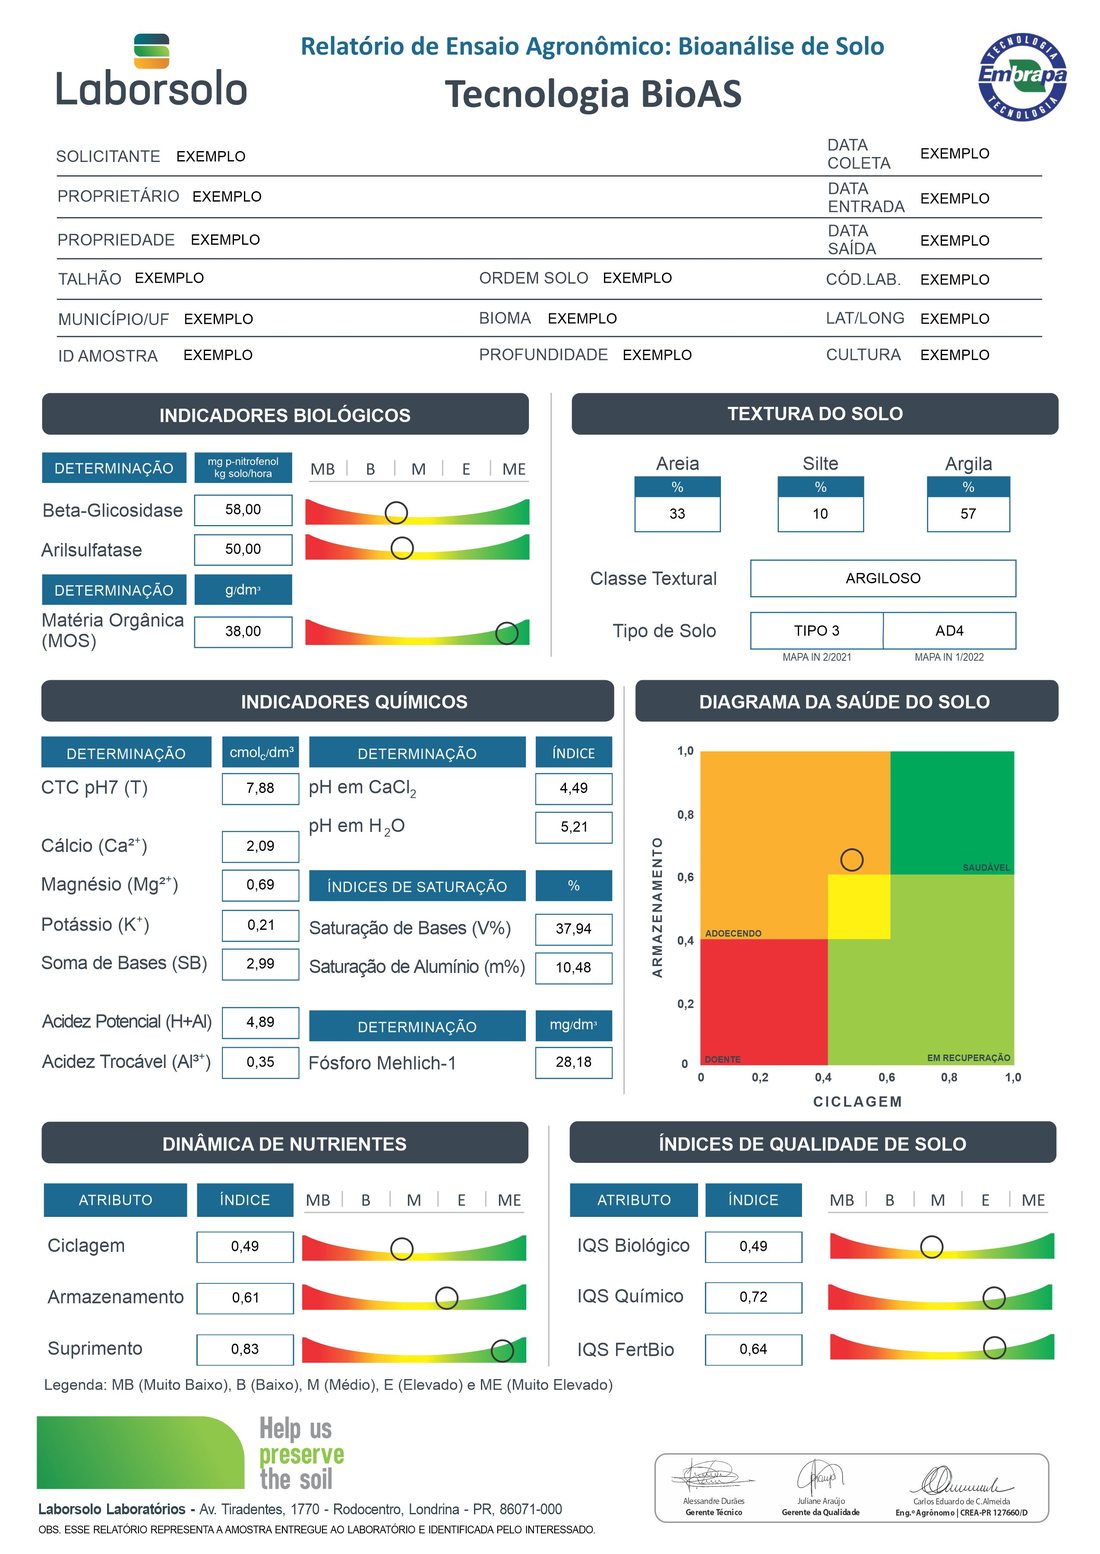 Laborsolo
Relatório de Ensaio Agronômico: Bioanálise de Solo
Tecnologia BioAS
TECNOLOGIA
Embrapa
TECNOLOGIA
SOLICITANTE EXEMPLO
DATA COLETA EXEMPLO
PROPRIETÁRIO EXEMPLO
DATA ENTRADA EXEMPLO
PROPRIEDADE EXEMPLO
DATA SAÍDA EXEMPLO
TALHÃO EXEMPLO ORDEM SOLO EXEMPLO CÓD.LAB. EXEMPLO
MUNICÍPIO/UF EXEMPLO BIOMA EXEMPLO LAT/LONG EXEMPLO
ID AMOSTRA EXEMPLO PROFUNDIDADE EXEMPLO CULTURA EXEMPLO
INDICADORES BIOLÓGICOS
DETERMINAÇÃO mg p-nitrofenol kg solo/hora MB B M E ME
Beta-Glicosidase 58,00
Arilsulfatase 50,00
DETERMINAÇÃO g/dm³
Matéria Orgânica (MOS) 38,00
TEXTURA DO SOLO
Areia Silte Argila
% % %
33 10 57
Classe Textural ARGILOSO
Tipo de Solo TIPO 3 AD4
MAPA IN 2/2021 MAPA IN 1/2022
INDICADORES QUÍMICOS
DETERMINAÇÃO cmolc/dm³ DETERMINAÇÃO ÍNDICE
CTC pH7 (T) 7,88 pH em CaCl₂ 4,49
pH em H₂O 5,21
Cálcio (Ca²⁺) 2,09
Magnésio (Mg²⁺) 0,69 ÍNDICES DE SATURAÇÃO %
Potássio (K⁺) 0,21 Saturação de Bases (V%) 37,94
Soma de Bases (SB) 2,99 Saturação de Alumínio (m%) 10,48
Acidez Potencial (H+Al) 4,89 DETERMINAÇÃO mg/dm³
Acidez Trocável (Al³⁺) 0,35 Fósforo Mehlich-1 28,18
DIAGRAMA DA SAÚDE DO SOLO
1,0
0,8
0,6
0,4
0,2
0
ARMAZENAMENTO
SAUDÁVEL
ADOECENDO
DOENTE
EM RECUPERAÇÃO
0 0,2 0,4 0,6 0,8 1,0
CICLAGEM
DINÂMICA DE NUTRIENTES
ATRIBUTO ÍNDICE MB B M E ME
Ciclagem 0,49
Armazenamento 0,61
Suprimento 0,83
ÍNDICES DE QUALIDADE DE SOLO
ATRIBUTO ÍNDICE MB B M E ME
IQS Biológico 0,49
IQS Químico 0,72
IQS FertBio 0,64
Legenda: MB (Muito Baixo), B (Baixo), M (Médio), E (Elevado) e ME (Muito Elevado)
Help us
preserve
the soil
Alessandre Durães
Gerente Técnico
Juliane Araújo
Gerente da Qualidade
Carlos Eduardo de C.Almeida
Eng.º Agrônomo | CREA-PR 127660/D
Laborsolo Laboratórios - Av. Tiradentes, 1770 - Rodocentro, Londrina - PR, 86071-000
OBS. ESSE RELATÓRIO REPRESENTA A AMOSTRA ENTREGUE AO LABORATÓRIO E IDENTIFICADA PELO INTERESSADO.